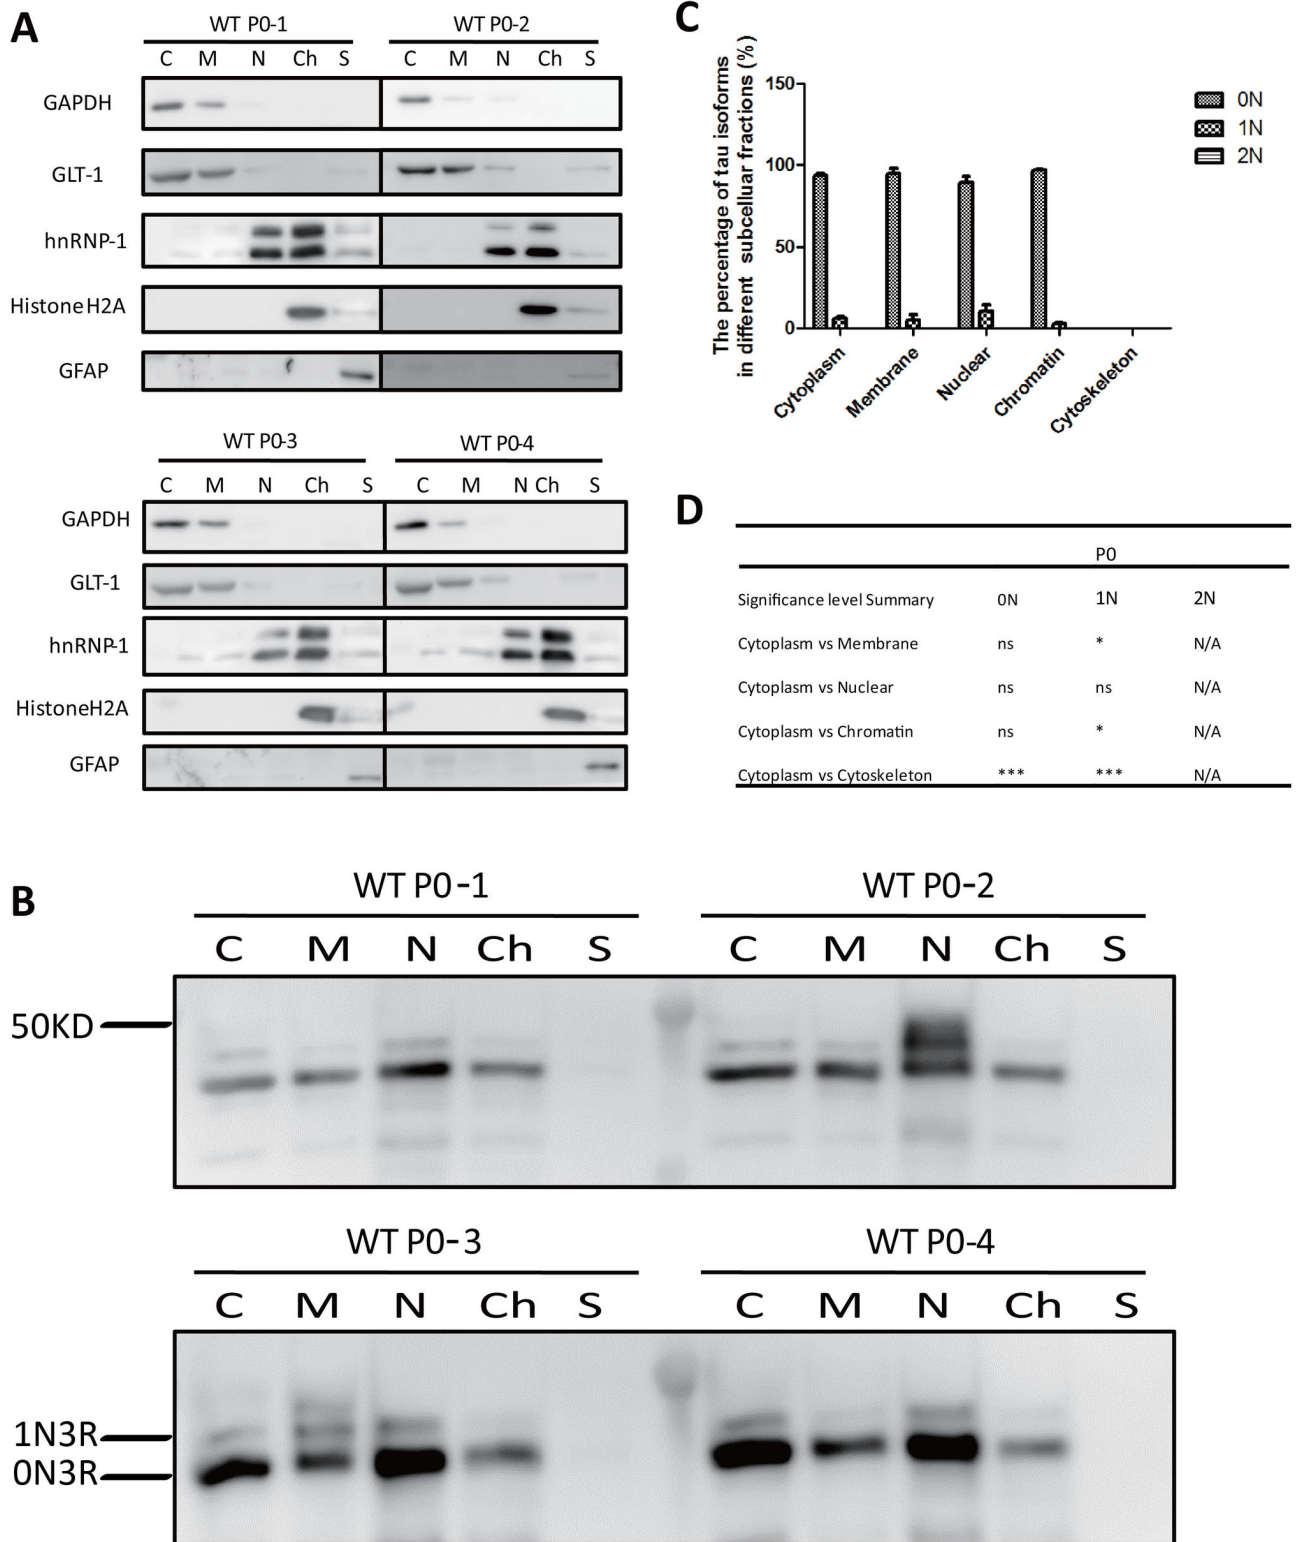 A
WT P0-1
WT P0-2
C M N Ch S
C M N Ch S
GAPDH
GLT-1
hnRNP-1
HistoneH2A
GFAP
WT P0-3
WT P0-4
C M N Ch S
C M N Ch S
GAPDH
GLT-1
hnRNP-1
HistoneH2A
GFAP
C
The percentage of tau isoforms
in different subcelluar fractions (%)
150
100
50
0
Cytoplasm
Membrane
Nuclear
Chromatin
Cytoskeleton
0N
1N
2N
D
P0
Significance level Summary 0N 1N 2N
Cytoplasm vs Membrane ns * N/A
Cytoplasm vs Nuclear ns ns N/A
Cytoplasm vs Chromatin ns * N/A
Cytoplasm vs Cytoskeleton *** *** N/A
B
WT P0-1
WT P0-2
C M N Ch S
C M N Ch S
50KD
WT P0-3
WT P0-4
C M N Ch S
C M N Ch S
1N3R
0N3R